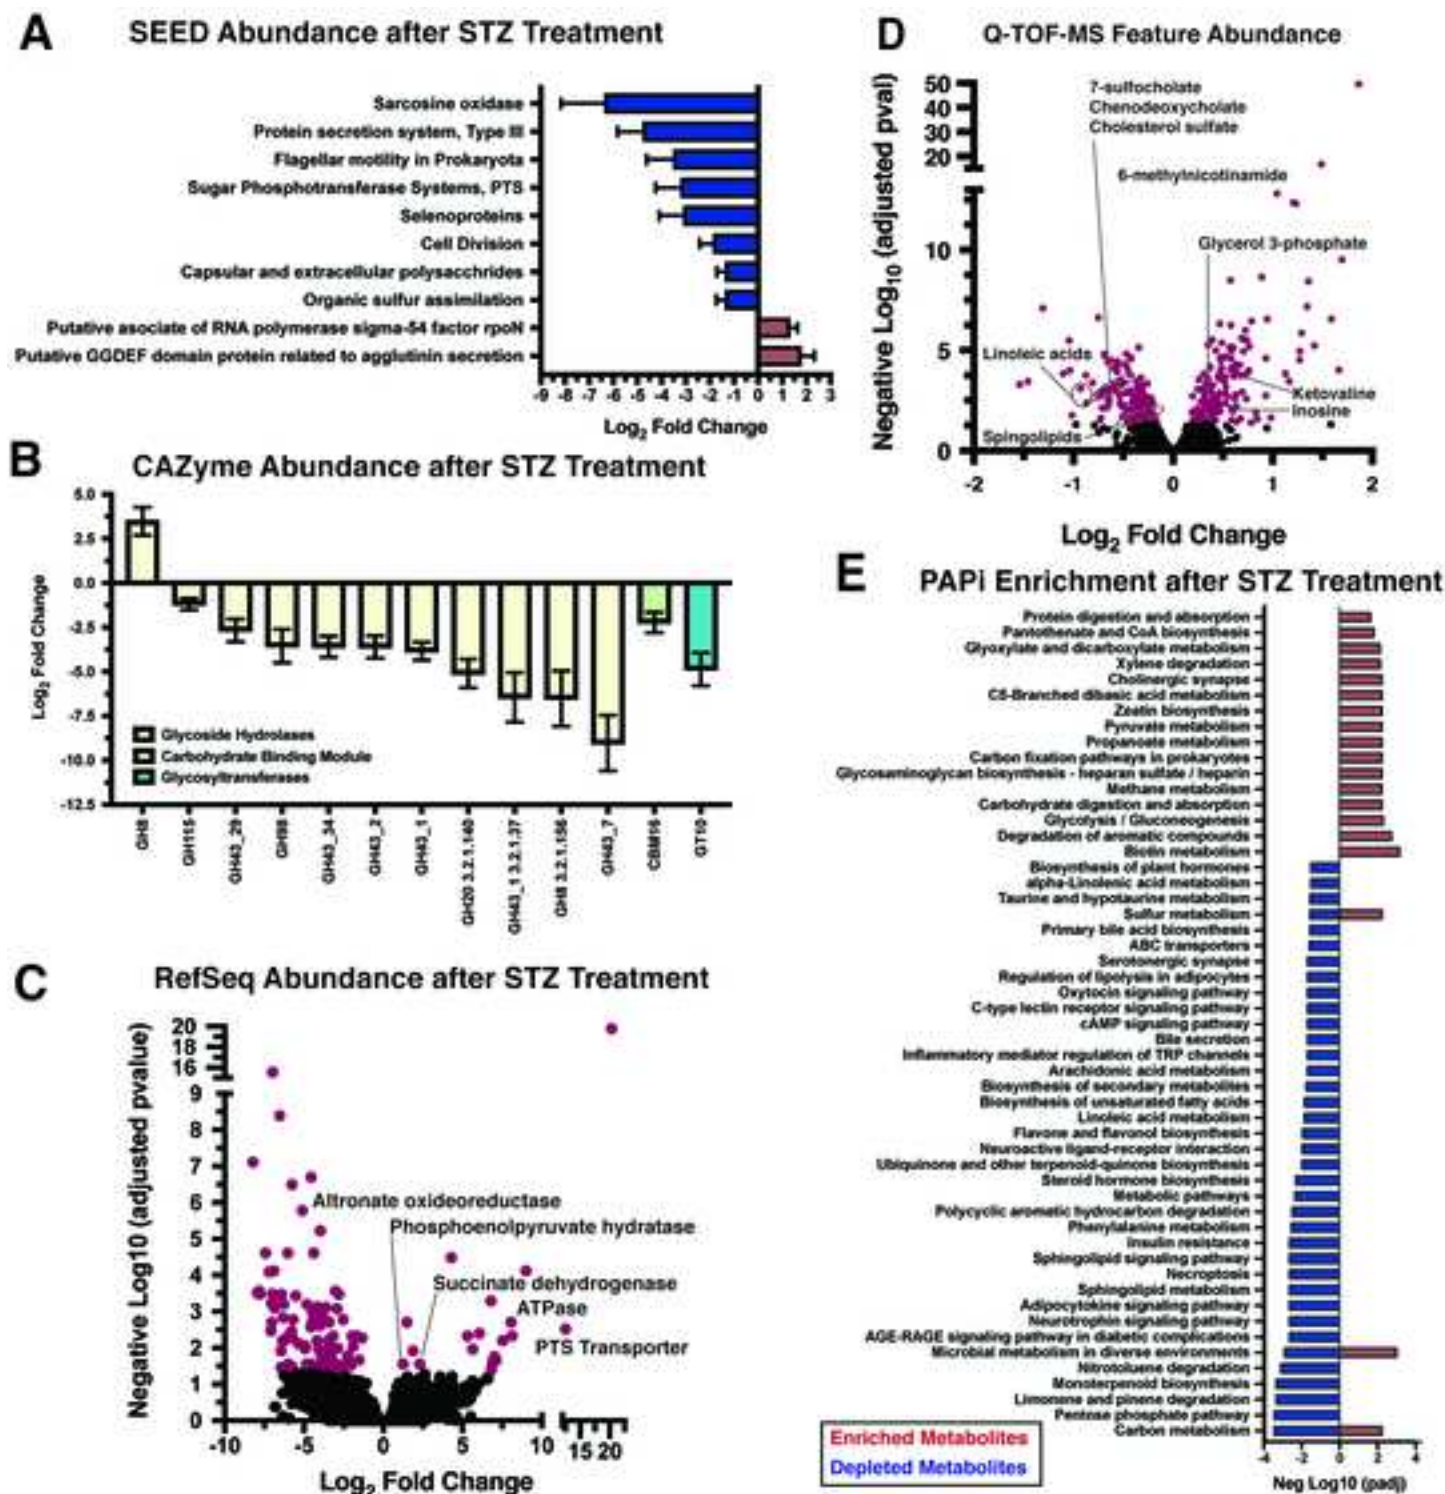 A
SEED Abundance after STZ Treatment
Sarcosine oxidase
Protein secretion system, Type III
Flagellar motility in Prokaryota
Sugar Phosphotransferase Systems, PTS
Selenoproteins
Cell Division
Capsular and extracellular polysacchrides
Organic sulfur assimilation
Putative asociate of RNA polymerase sigma-54 factor rpoN
Putative GGDEF domain protein related to agglutinin secretion
-9 -8 -7 -6 -5 -4 -3 -2 -1 0 1 2 3
Log2 Fold Change
B
CAZyme Abundance after STZ Treatment
Log2 Fold Change
5.0
2.5
0.0
-2.5
-5.0
-7.5
-10.0
-12.5
Glycoside Hydrolases
Carbohydrate Binding Module
Glycosyltransferases
GH8
GH115
GH43_29
GH98
GH43_34
GH43_2
GH43_1
GH20 3.2.1.140
GH43_1 3.2.1.37
GH8 3.2.1.156
GH43_7
CBM16
GT10
C
RefSeq Abundance after STZ Treatment
Negative Log10 (adjusted pvalue)
20
18
16
9
8
7
6
5
4
3
2
1
0
Altronate oxideoreductase
Phosphoenolpyruvate hydratase
Succinate dehydrogenase
ATPase
PTS Transporter
-10 -5 0 5 10 15 20
Log2 Fold Change
D
Q-TOF-MS Feature Abundance
Negative Log10 (adjusted pval)
50
40
30
20
10
5
0
7-sulfocholate
Chenodeoxycholate
Cholesterol sulfate
6-methylnicotinamide
Glycerol 3-phosphate
Linoleic acids
Ketovaline
Inosine
Spingolipids
-2 -1 0 1 2
Log2 Fold Change
E
PAPi Enrichment after STZ Treatment
Protein digestion and absorption
Pantothenate and CoA biosynthesis
Glyoxylate and dicarboxylate metabolism
Xylene degradation
Cholinergic synapse
C5-Branched dibasic acid metabolism
Zeatin biosynthesis
Pyruvate metabolism
Propanoate metabolism
Carbon fixation pathways in prokaryotes
Glycosaminoglycan biosynthesis - heparan sulfate / heparin
Methane metabolism
Carbohydrate digestion and absorption
Glycolysis / Gluconeogenesis
Degradation of aromatic compounds
Biotin metabolism
Biosynthesis of plant hormones
alpha-Linolenic acid metabolism
Taurine and hypotaurine metabolism
Sulfur metabolism
Primary bile acid biosynthesis
ABC transporters
Serotonergic synapse
Regulation of lipolysis in adipocytes
Oxytocin signaling pathway
C-type lectin receptor signaling pathway
cAMP signaling pathway
Bile secretion
Inflammatory mediator regulation of TRP channels
Arachidonic acid metabolism
Biosynthesis of secondary metabolites
Biosynthesis of unsaturated fatty acids
Linoleic acid metabolism
Flavone and flavonol biosynthesis
Neuroactive ligand-receptor interaction
Ubiquinone and other terpenoid-quinone biosynthesis
Steroid hormone biosynthesis
Metabolic pathways
Polycyclic aromatic hydrocarbon degradation
Phenylalanine metabolism
Insulin resistance
Sphingolipid signaling pathway
Necroptosis
Sphingolipid metabolism
Adipocytokine signaling pathway
Neurotrophin signaling pathway
AGE-RAGE signaling pathway in diabetic complications
Microbial metabolism in diverse environments
Nitrotoluene degradation
Monoterpenoid biosynthesis
Limonene and pinene degradation
Pentose phosphate pathway
Carbon metabolism
-4 -2 0 2 4
Neg Log10 (padj)
Enriched Metabolites
Depleted Metabolites